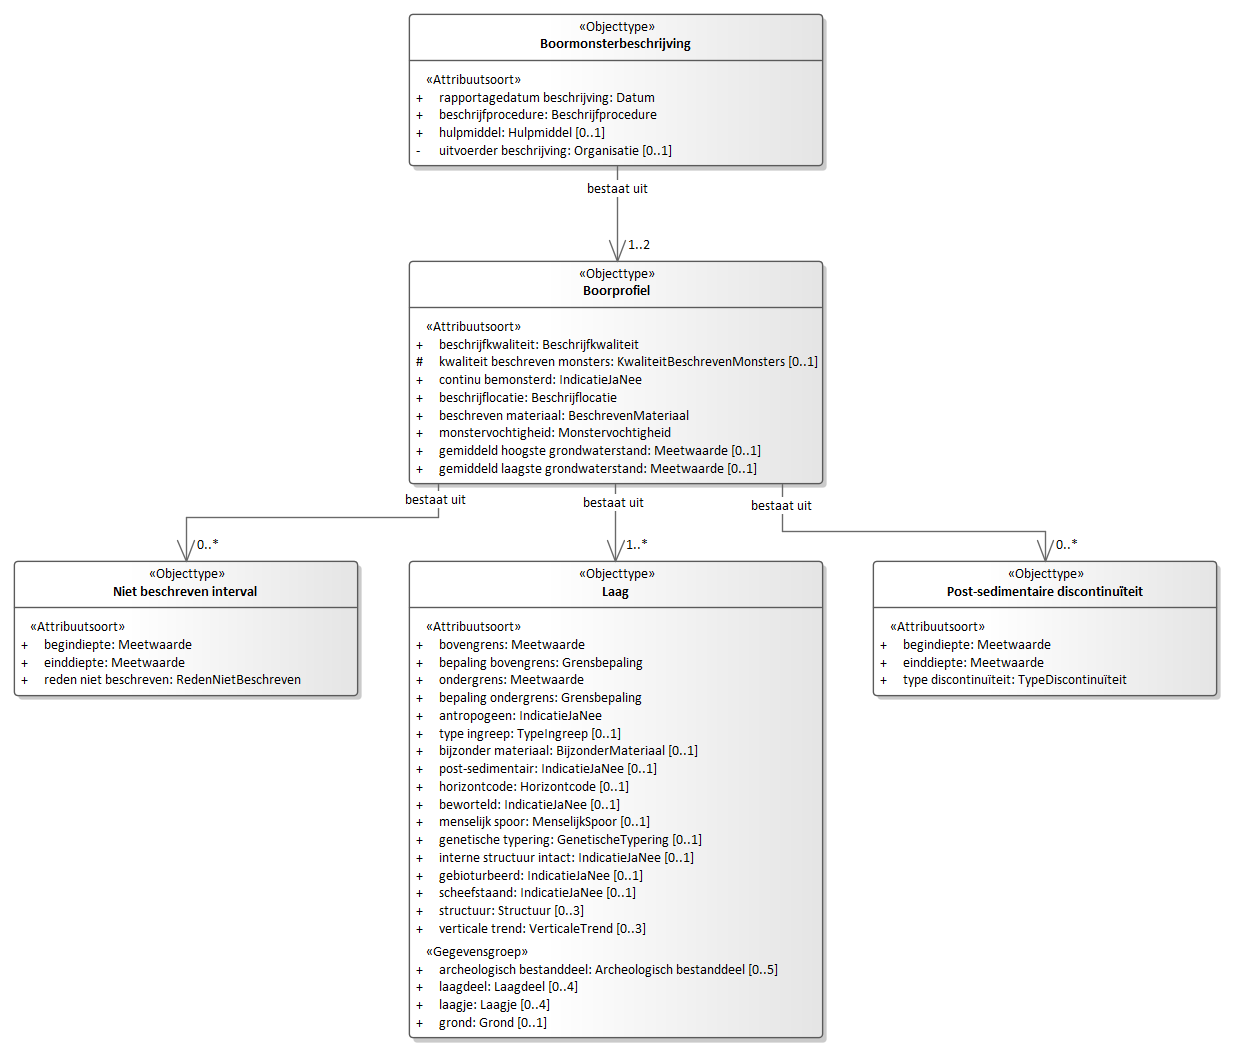 «Objecttype»
Boormonsterbeschrijving
«Attribuutsoort»
+ rapportagedatum beschrijving: Datum
+ beschrijfprocedure: Beschrijfprocedure
+ hulpmiddel: Hulpmiddel [0..1]
- uitvoerder beschrijving: Organisatie [0..1]
bestaat uit
1..2
«Objecttype»
Boorprofiel
«Attribuutsoort»
+ beschrijfkwaliteit: Beschrijfkwaliteit
# kwaliteit beschreven monsters: KwaliteitBeschrevenMonsters [0..1]
+ continu bemonsterd: IndicatieJaNee
+ beschrijflocatie: Beschrijflocatie
+ beschreven materiaal: BeschrevenMateriaal
+ monstervochtigheid: Monstervochtigheid
+ gemiddeld hoogste grondwaterstand: Meetwaarde [0..1]
+ gemiddeld laagste grondwaterstand: Meetwaarde [0..1]
bestaat uit
bestaat uit
bestaat uit
0..*
1..*
0..*
«Objecttype»
Niet beschreven interval
«Attribuutsoort»
+ begindiepte: Meetwaarde
+ einddiepte: Meetwaarde
+ reden niet beschreven: RedenNietBeschreven
«Objecttype»
Laag
«Attribuutsoort»
+ bovengrens: Meetwaarde
+ bepaling bovengrens: Grensbepaling
+ ondergrens: Meetwaarde
+ bepaling ondergrens: Grensbepaling
+ antropogeen: IndicatieJaNee
+ type ingreep: TypeIngreep [0..1]
+ bijzonder materiaal: BijzonderMateriaal [0..1]
+ post-sedimentair: IndicatieJaNee [0..1]
+ horizontcode: Horizontcode [0..1]
+ beworteld: IndicatieJaNee [0..1]
+ menselijk spoor: MenselijkSpoor [0..1]
+ genetische typering: GenetischeTypering [0..1]
+ interne structuur intact: IndicatieJaNee [0..1]
+ gebioturbeerd: IndicatieJaNee [0..1]
+ scheefstaand: IndicatieJaNee [0..1]
+ structuur: Structuur [0..3]
+ verticale trend: VerticaleTrend [0..3]
«Gegevensgroep»
+ archeologisch bestanddeel: Archeologisch bestanddeel [0..5]
+ laagdeel: Laagdeel [0..4]
+ laagje: Laagje [0..4]
+ grond: Grond [0..1]
«Objecttype»
Post-sedimentaire discontinuïteit
«Attribuutsoort»
+ begindiepte: Meetwaarde
+ einddiepte: Meetwaarde
+ type discontinuïteit: TypeDiscontinuïteit